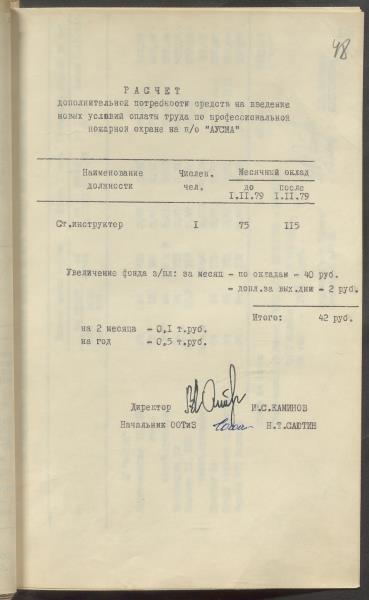 48
РАСЧЕТ
дополнительной потребности средств на введение
новых условий оплаты труда по профессиональной
пожарной охране на п/о "АУСМА"
Наименование Числен. Месячный оклад
должности чел. до после
I.II.79 I.II.79
Ст.инструктор I 75 II5
Увеличение фонда з/пл: за месяц - по окладам - 40 руб.
- допл.за вых.дни - 2 руб.
Итого: 42 руб.
на 2 месяца - 0,I т.руб.
на год - 0,5 т.руб.
Директор И.С.КАМИНОВ
Начальник ООТиЗ Н.Т.САЮТИН